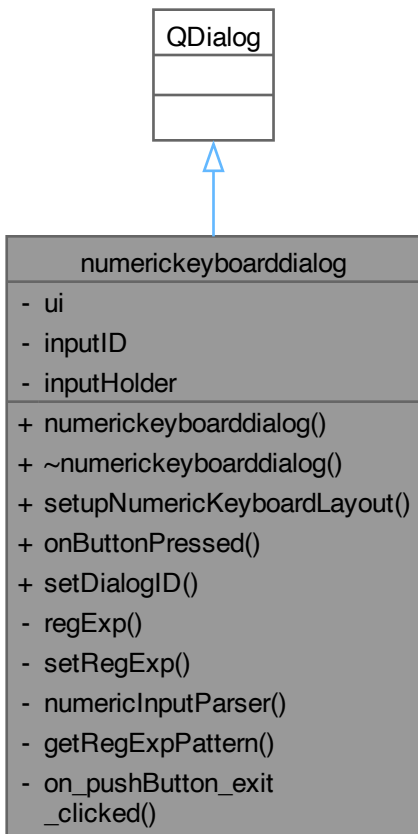 QDialog
numerickeyboarddialog
- ui
- inputID
- inputHolder
+ numerickeyboarddialog()
+ ~numerickeyboarddialog()
+ setupNumericKeyboardLayout()
+ onButtonPressed()
+ setDialogID()
- regExp()
- setRegExp()
- numericInputParser()
- getRegExpPattern()
- on_pushButton_exit
_clicked()